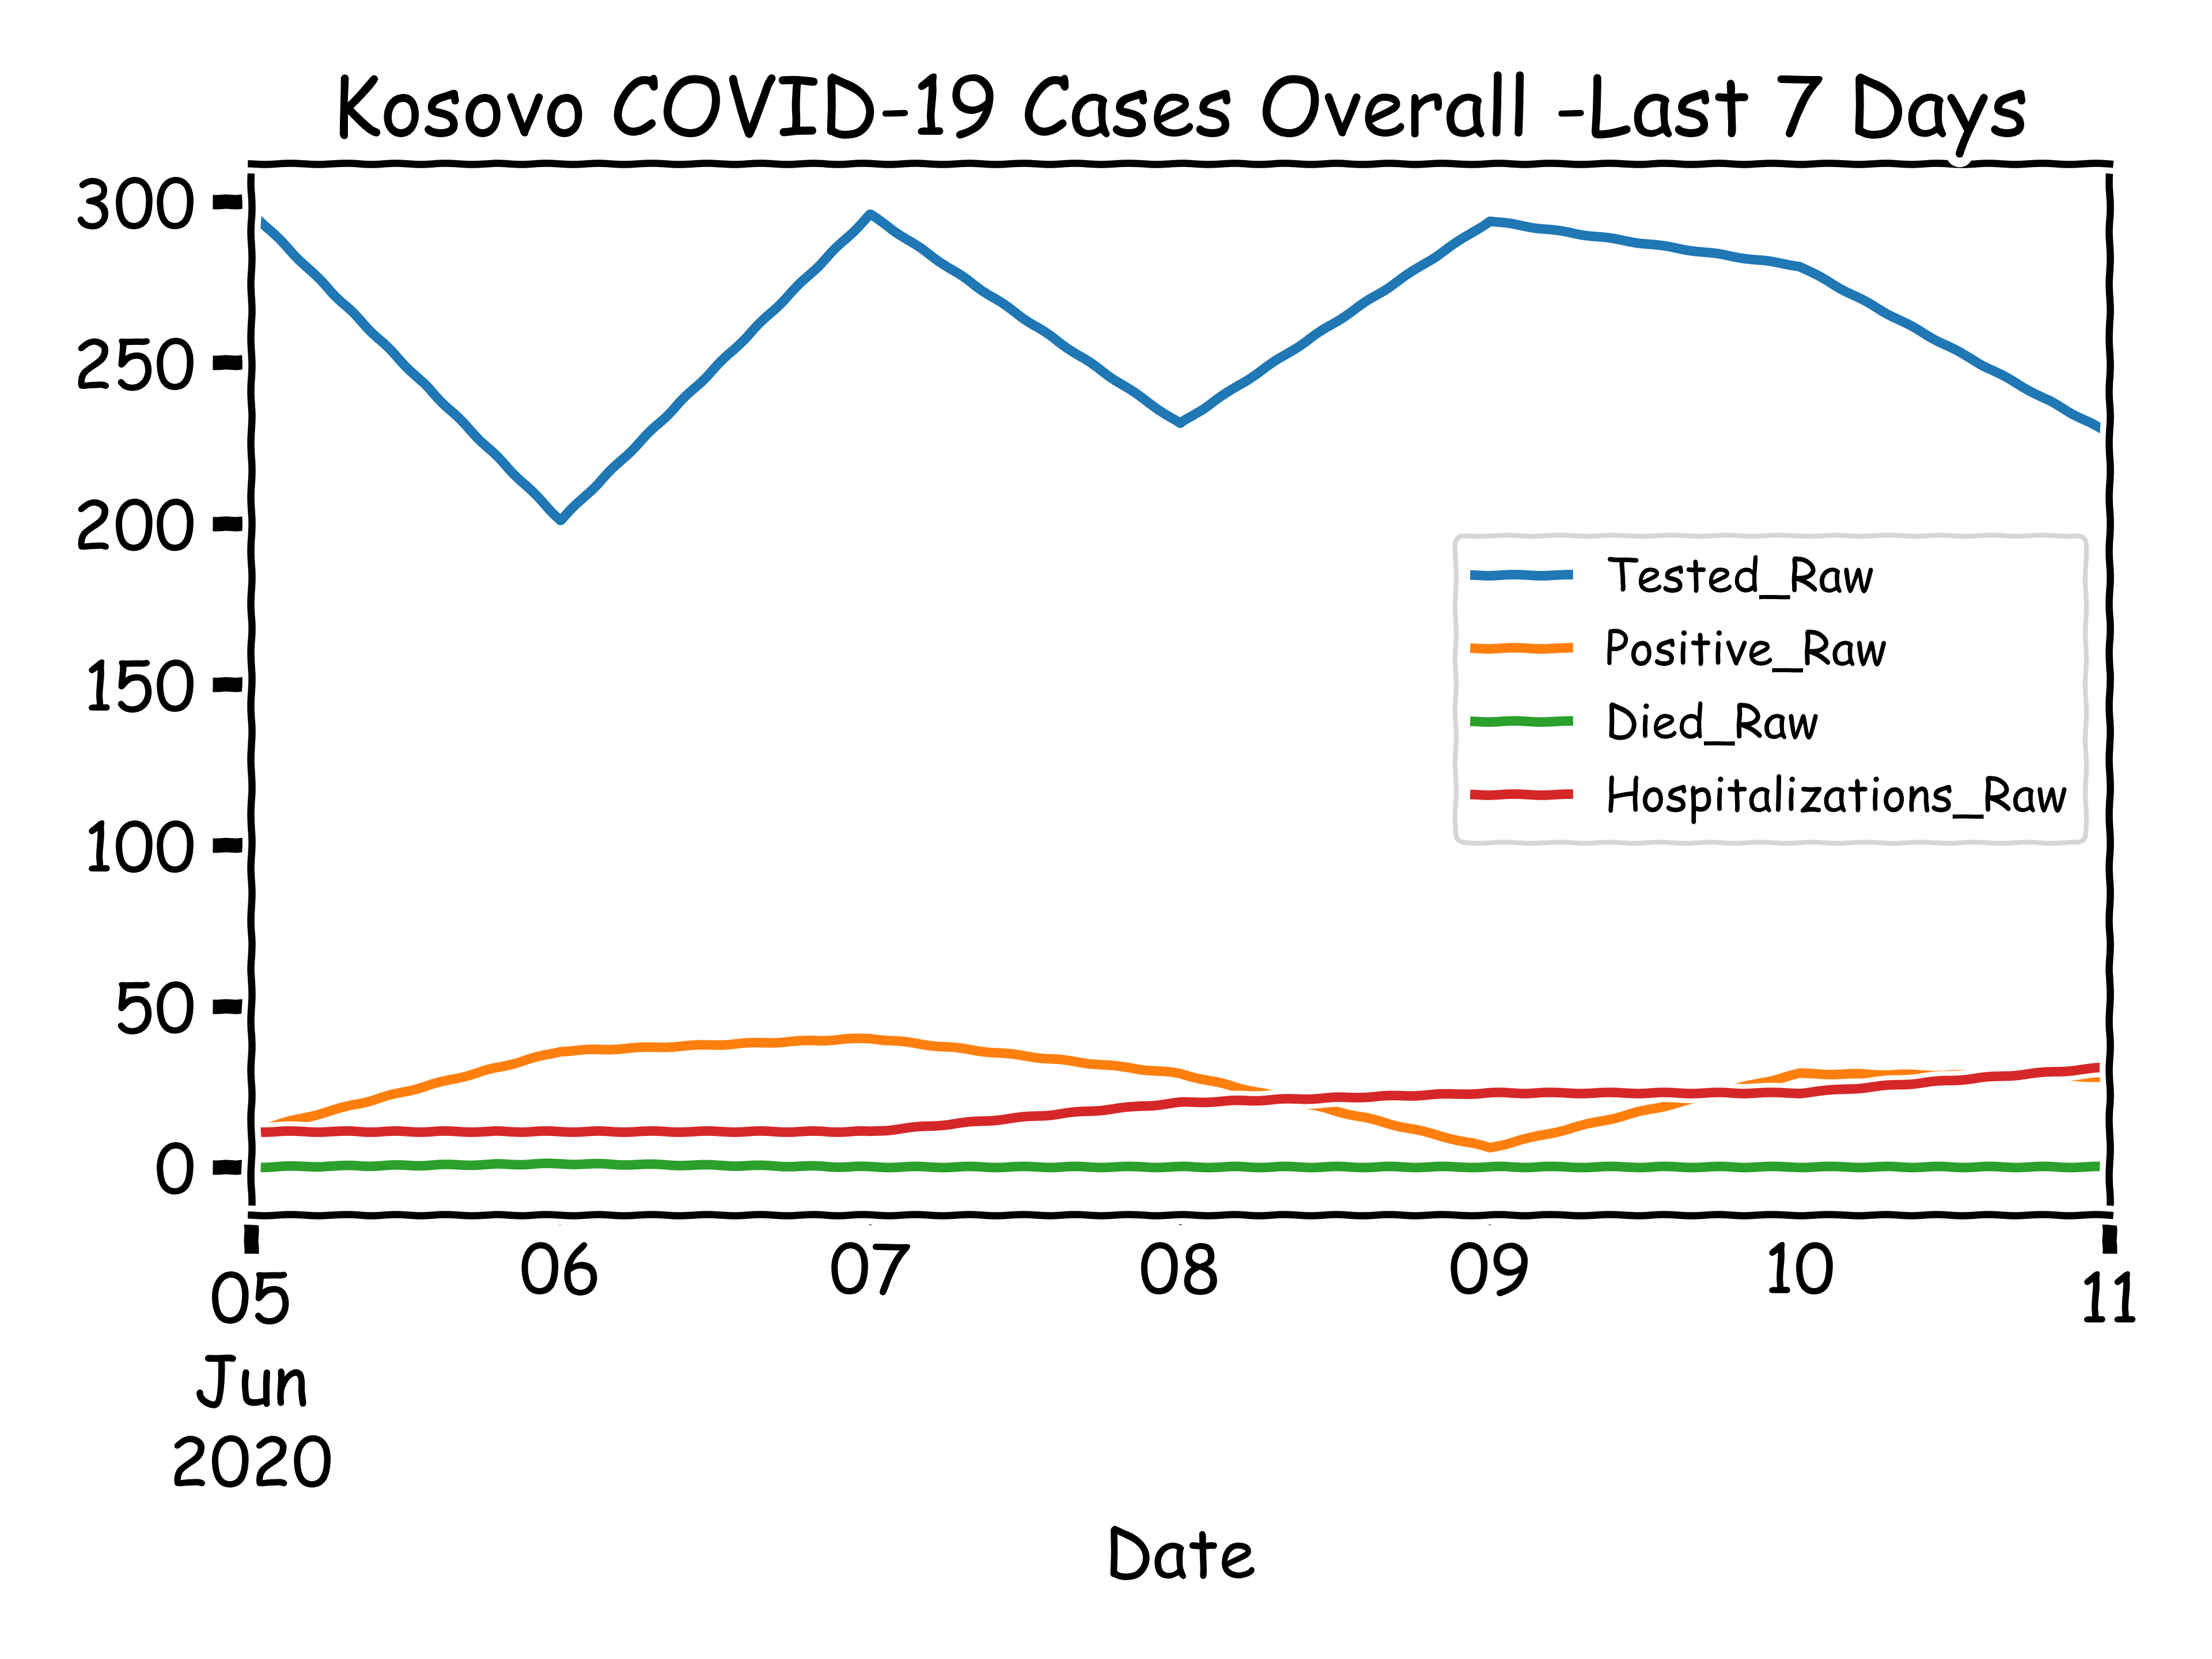 Kosovo COVID-19 Cases Overall -Last 7 Days
300
250
200
150
100
50
0
Tested_Raw
Positive_Raw
Died_Raw
Hospitalizations_Raw
05 06 07 08 09 10 11
Jun
2020
Date